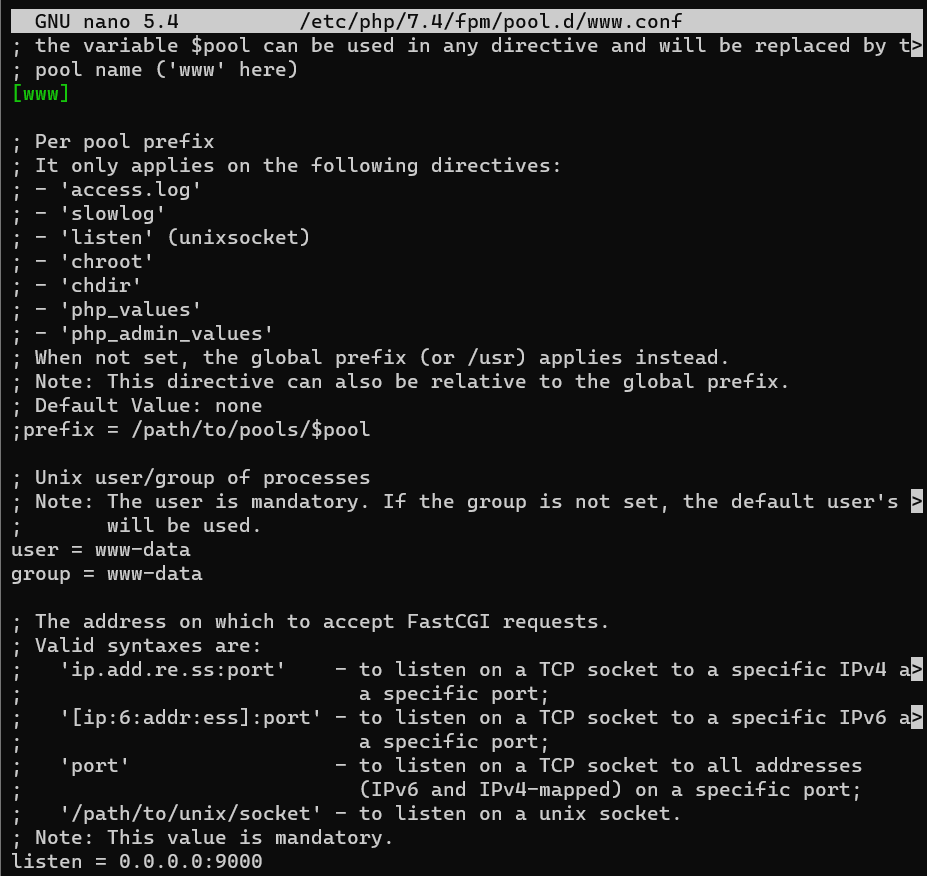 GNU nano 5.4 /etc/php/7.4/fpm/pool.d/www.conf
; the variable $pool can be used in any directive and will be replaced by t>
; pool name ('www' here)
[www]

; Per pool prefix
; It only applies on the following directives:
; - 'access.log'
; - 'slowlog'
; - 'listen' (unixsocket)
; - 'chroot'
; - 'chdir'
; - 'php_values'
; - 'php_admin_values'
; When not set, the global prefix (or /usr) applies instead.
; Note: This directive can also be relative to the global prefix.
; Default Value: none
;prefix = /path/to/pools/$pool

; Unix user/group of processes
; Note: The user is mandatory. If the group is not set, the default user's >
;       will be used.
user = www-data
group = www-data

; The address on which to accept FastCGI requests.
; Valid syntaxes are:
;   'ip.add.re.ss:port'    - to listen on a TCP socket to a specific IPv4 a>
;                            a specific port;
;   '[ip:6:addr:ess]:port' - to listen on a TCP socket to a specific IPv6 a>
;                            a specific port;
;   'port'                 - to listen on a TCP socket to all addresses
;                            (IPv6 and IPv4-mapped) on a specific port;
;   '/path/to/unix/socket' - to listen on a unix socket.
; Note: This value is mandatory.
listen = 0.0.0.0:9000